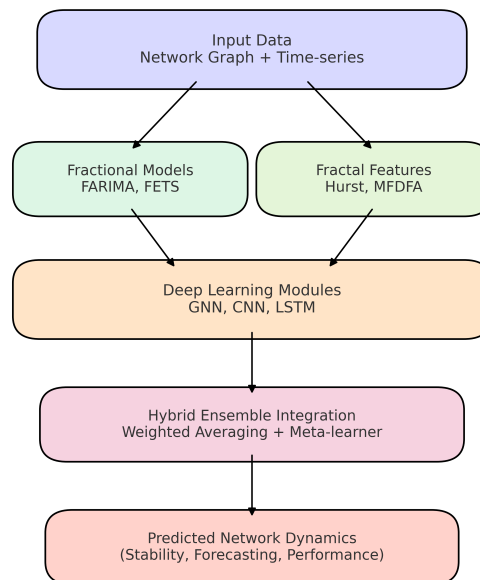 Input Data
Network Graph + Time-series
Fractional Models
FARIMA, FETS
Fractal Features
Hurst, MFDFA
Deep Learning Modules
GNN, CNN, LSTM
Hybrid Ensemble Integration
Weighted Averaging + Meta-learner
Predicted Network Dynamics
(Stability, Forecasting, Performance)